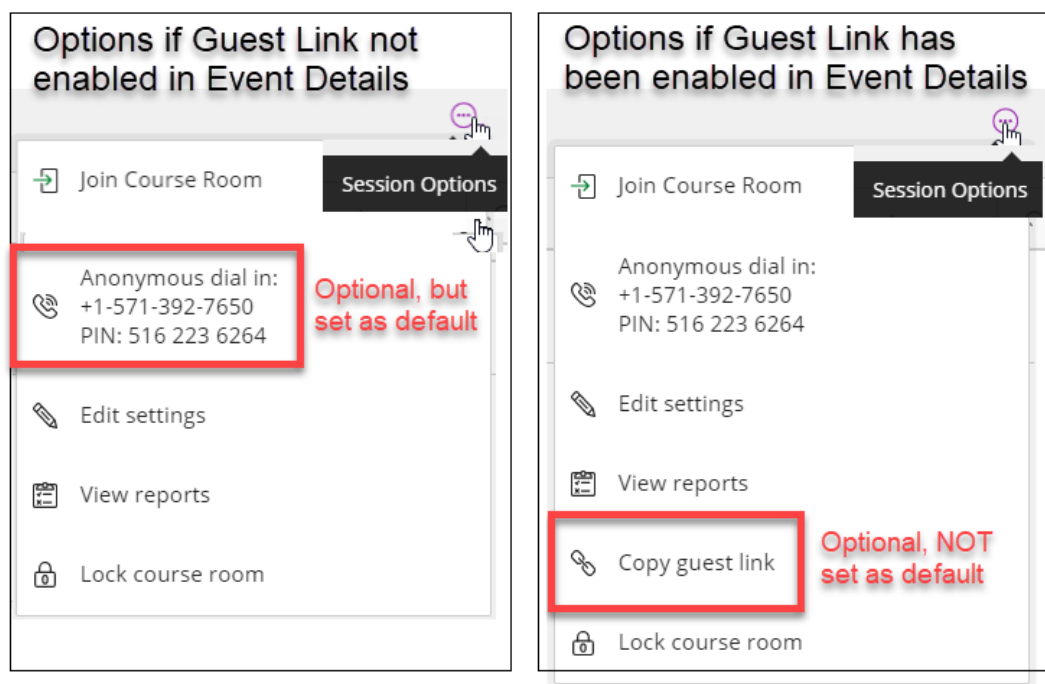 Options if Guest Link not
enabled in Event Details
Join Course Room
Session Options
Anonymous dial in:
+1-571-392-7650
PIN: 516 223 6264
Optional, but
set as default
Edit settings
View reports
Lock course room
Options if Guest Link has
been enabled in Event Details
Join Course Room
Session Options
Anonymous dial in:
+1-571-392-7650
PIN: 516 223 6264
Edit settings
View reports
Copy guest link
Optional, NOT
set as default
Lock course room